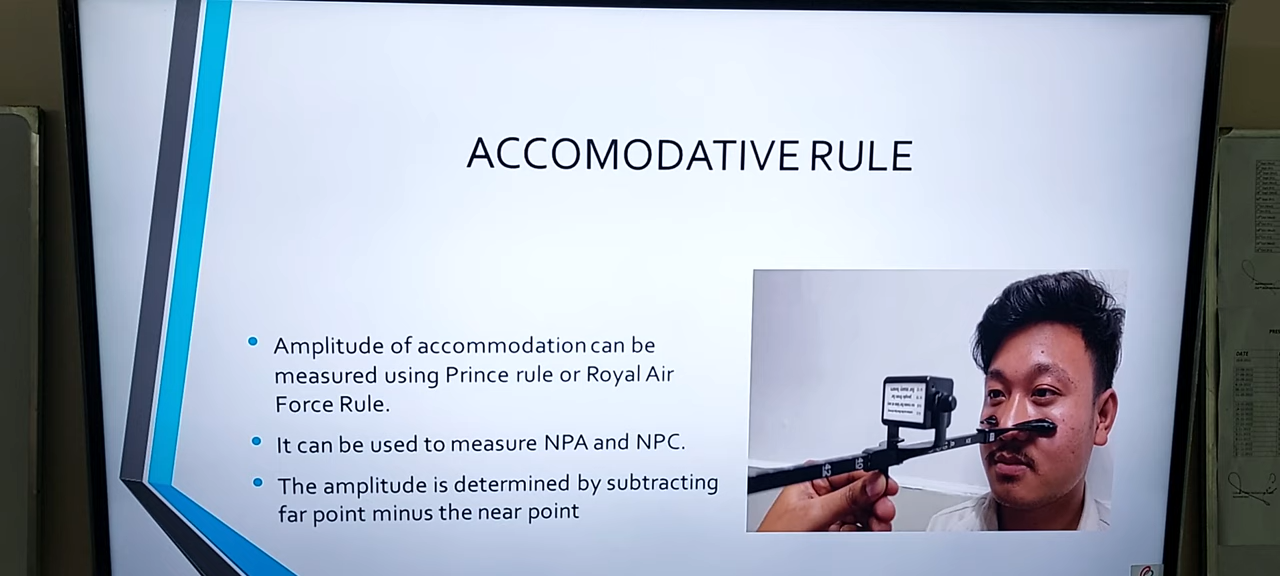 ACCOMODATIVE RULE
Amplitude of accommodation can be
measured using Prince rule or Royal Air
Force Rule.
It can be used to measure NPA and NPC.
The amplitude is determined by subtracting
far point minus the near point
DATE